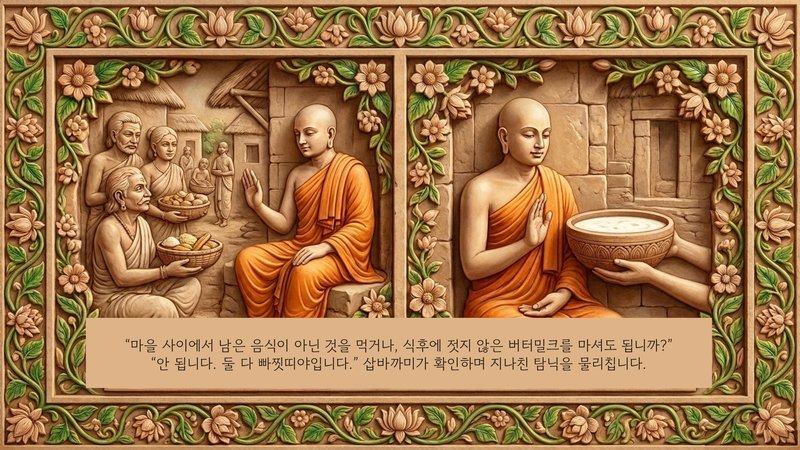 “마을 사이에서 남은 음식이 아닌 것을 먹거나, 식후에 젓지 않은 버터밀크를 마셔도 됩니까?”
“안 됩니다. 둘 다 빠찟띠야입니다.” 삽바까미가 확인하며 지나친 탐닉을 물리칩니다.